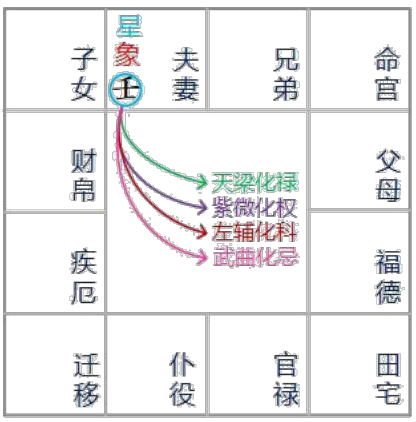 子女
星象
壬
夫妻
兄弟
命宫
财帛
父母
天梁化禄
紫微化权
左辅化科
武曲化忌
疾厄
福德
迁移
仆役
官禄
田宅